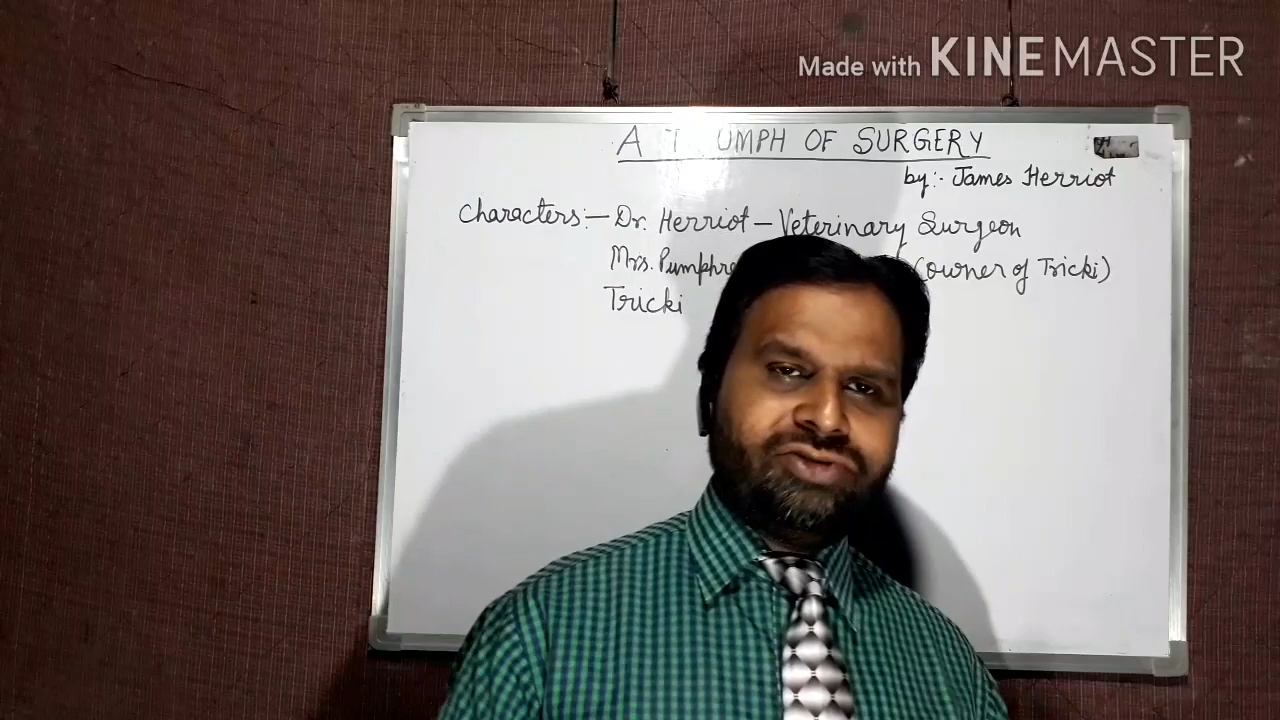 Made with KINEMASTER
A T UMPH OF SURGERY
by:- James Herriot
Characters:- Dr. Herriot - Veterinary Surgeon
Mrs. Pumphre (owner of Tricki)
Tricki